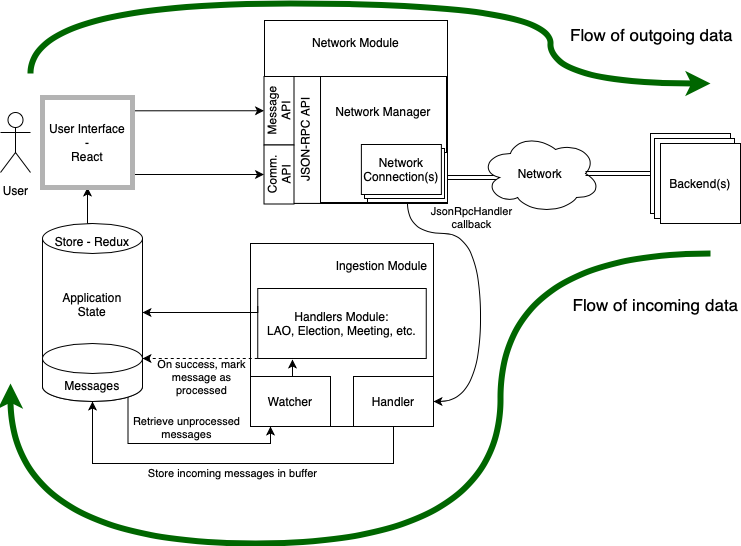 Flow of outgoing data
Network Module
Message
API
JSON-RPC API
Network Manager
User Interface
-
React
Comm.
API
Network
Connection(s)
Network
Backend(s)
User
JsonRpcHandler
callback
Store - Redux
Ingestion Module
Application
State
Handlers Module:
LAO, Election, Meeting, etc.
Flow of incoming data
On success, mark
message as
processed
Messages
Watcher
Handler
Retrieve unprocessed
messages
Store incoming messages in buffer